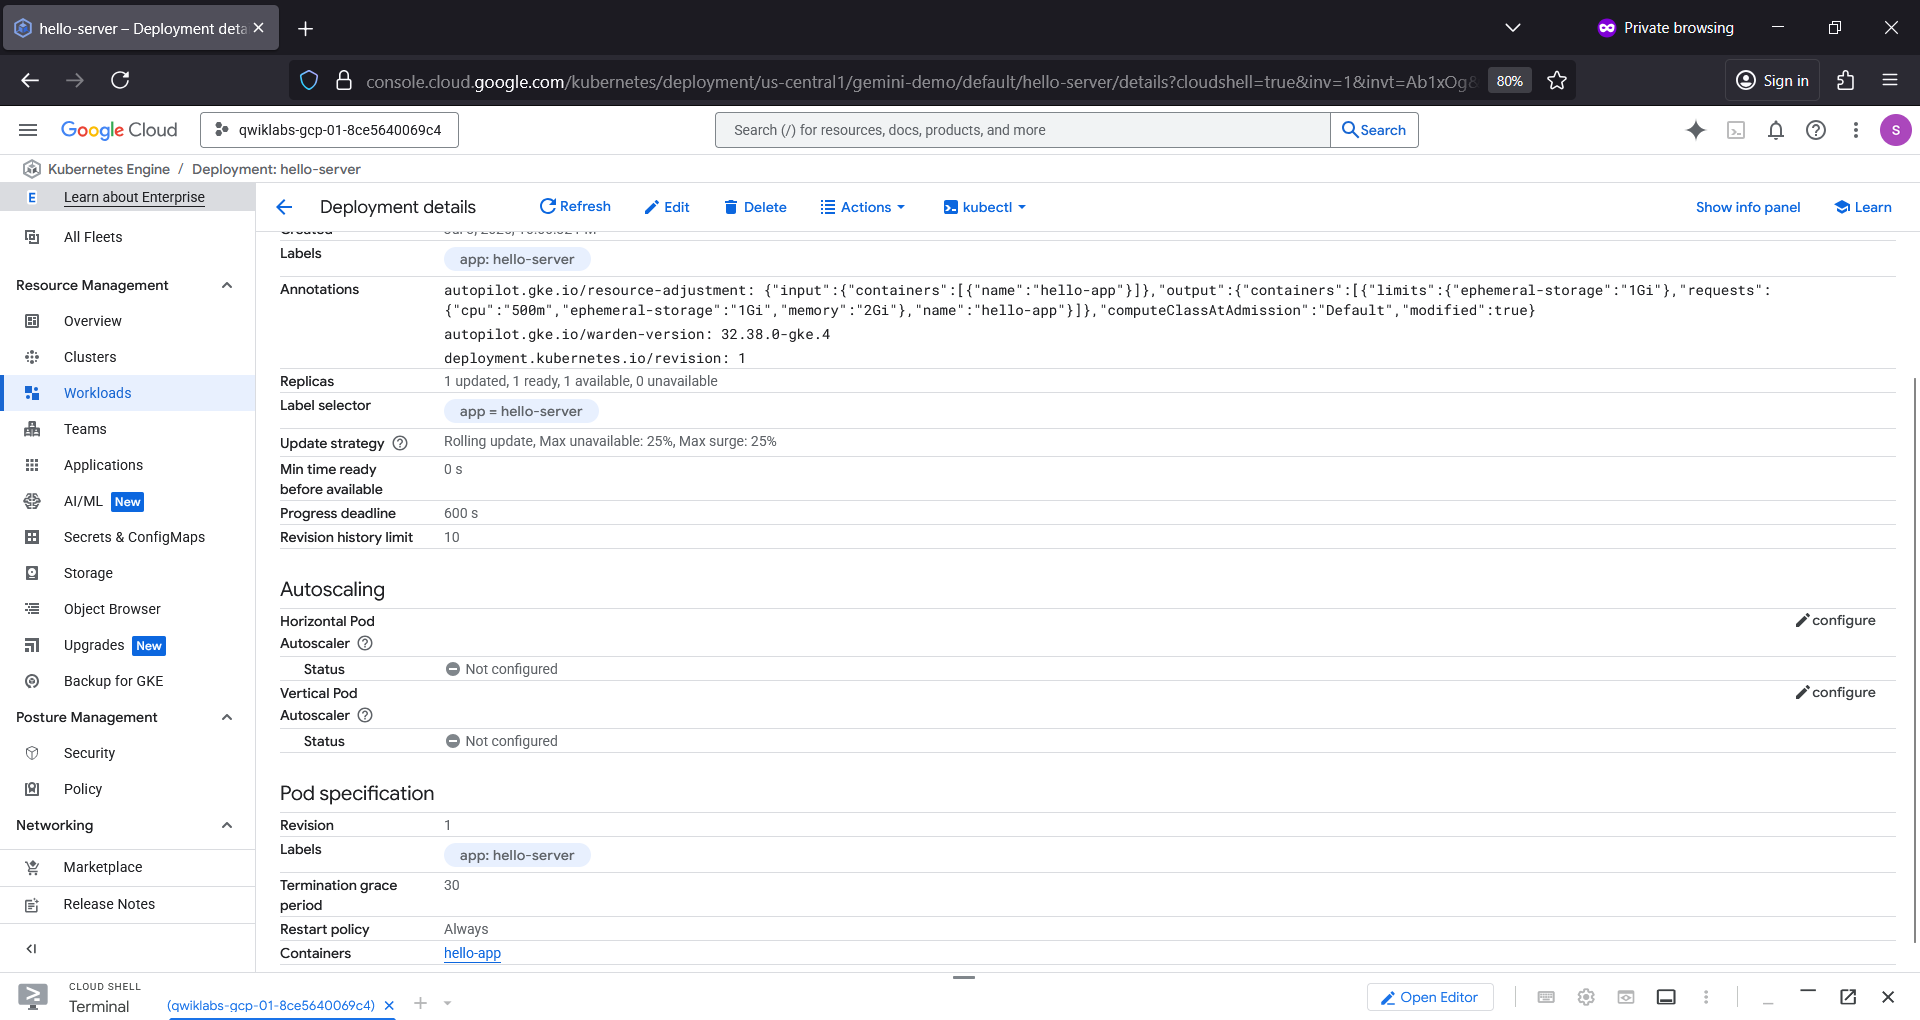 hello-server – Deployment deta
Private browsing
console.cloud.google.com/kubernetes/deployment/us-central1/gemini-demo/default/hello-server/details?cloudshell=true&inv=1&invt=Ab1xOg&
80%
Sign in
Google Cloud
qwiklabs-gcp-01-8ce5640069c4
Search (/) for resources, docs, products, and more
Search
S
Kubernetes Engine / Deployment: hello-server
E Learn about Enterprise
All Fleets
Resource Management
Overview
Clusters
Workloads
Teams
Applications
AI/ML New
Secrets & ConfigMaps
Storage
Object Browser
Upgrades New
Backup for GKE
Posture Management
Security
Policy
Networking
Marketplace
Release Notes
Deployment details
Refresh
Edit
Delete
Actions
kubectl
Show info panel
Learn
Created
Labels app: hello-server
Annotations autopilot.gke.io/resource-adjustment: {"input":{"containers":[{"name":"hello-app"}]},"output":{"containers":[{"limits":{"ephemeral-storage":"1Gi"},"requests":
{"cpu":"500m","ephemeral-storage":"1Gi","memory":"2Gi"},"name":"hello-app"}]},"computeClassAtAdmission":"Default","modified":true}
autopilot.gke.io/warden-version: 32.38.0-gke.4
deployment.kubernetes.io/revision: 1
Replicas 1 updated, 1 ready, 1 available, 0 unavailable
Label selector app = hello-server
Update strategy Rolling update, Max unavailable: 25%, Max surge: 25%
Min time ready 0 s
before available
Progress deadline 600 s
Revision history limit 10
Autoscaling
Horizontal Pod configure
Autoscaler
Status Not configured
Vertical Pod configure
Autoscaler
Status Not configured
Pod specification
Revision 1
Labels app: hello-server
Termination grace 30
period
Restart policy Always
Containers hello-app
CLOUD SHELL
Terminal
(qwiklabs-gcp-01-8ce5640069c4)
Open Editor